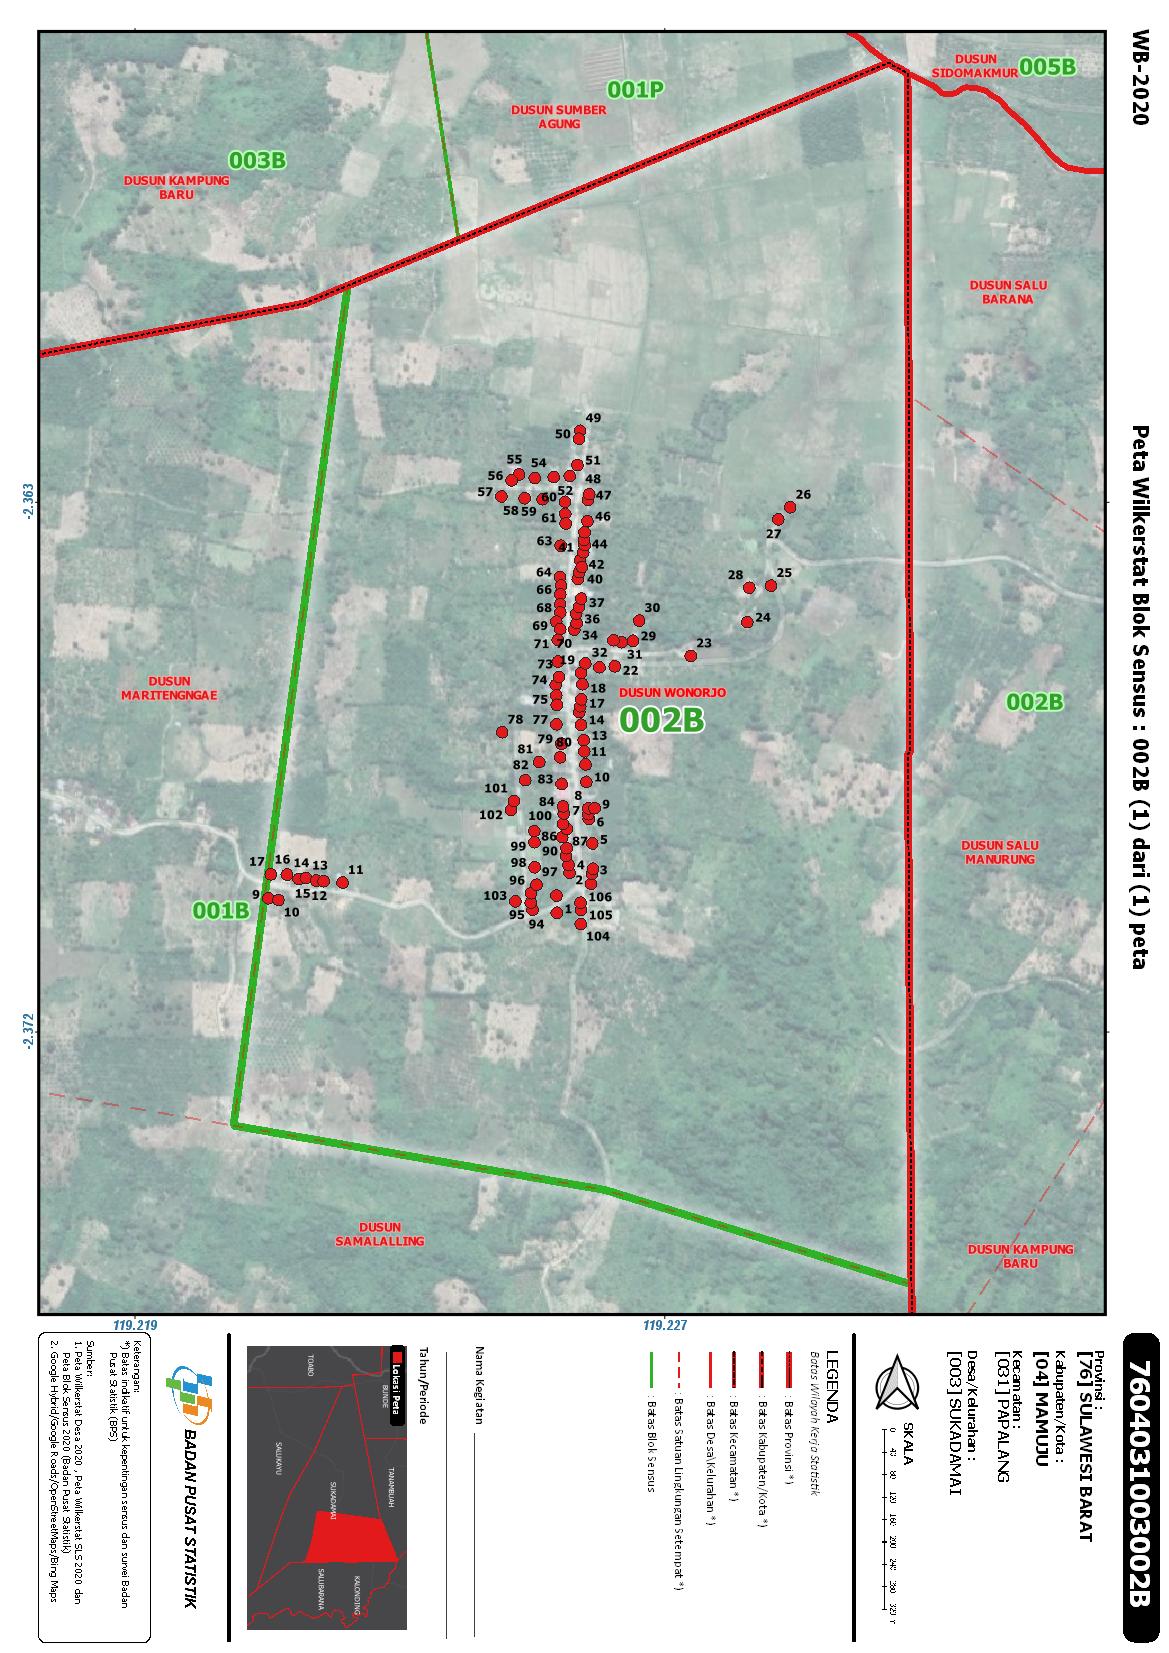 WB-2020
Peta Wilkerstat Blok Sensus : 002B (1) dari (1) peta
001P
DUSUN SUMBER
AGUNG
DUSUN
SIDOMAKMUR
005B
003B
DUSUN KAMPUNG
BARU
DUSUN SALU
BARANA
49
50
51
55
54
56
48
57
52
47
60
58
59
61
46
26
27
63
41
44
42
64
40
28
25
66
37
68
30
36
24
69
34
29
71
70
23
32
31
73
19
22
74
18
DUSUN
MARITENGNGAE
DUSUN WONORJO
002B
002B
75
17
78
77
14
79
80
13
81
11
82
83
10
101
8
84
9
102
100
7
6
86
87
5
99
90
98
4
97
3
96
2
103
106
95
1
105
94
104
17
16
14
13
11
9
15
12
10
001B
DUSUN SALU
MANURUNG
DUSUN
SAMALALLING
DUSUN KAMPUNG
BARU
-2.363
-2.372
119.219
119.227
7604031003002B
Provinsi :
[76] SULAWESI BARAT
Kabupaten/Kota :
[04] MAMUJU
Kecamatan :
[031] PAPALANG
Desa/Kelurahan :
[003] SUKADAMAI
SKALA
0 40 80 120 160 200 240 280 320
LEGENDA
Batas Wilayah Kerja Statistik
: Batas Provinsi *)
: Batas Kabupaten/Kota *)
: Batas Kecamatan *)
: Batas Desa\Kelurahan *)
: Batas Satuan Lingkungan Setempat *)
: Batas Blok Sensus
Nama Kegiatan
Tahun/Periode
Lokasi Peta
BUNDE
TOABO
TANAMBUAH
SALUKAYU
SUKADAMAI
KALONDING
SALUBARANA
BADAN PUSAT STATISTIK
Keterangan:
*) Batas indikatif untuk kepentingan sensus dan survei Badan
Pusat Statistik (BPS)
Sumber:
1. Peta Wilkerstat Desa 2020 , Peta Wilkerstat SLS 2020 dan
Peta Blok Sensus 2020 (Badan Pusat Statistik)
2. Google Hybrid/Google Roads/OpenStreetMaps/Bing Maps